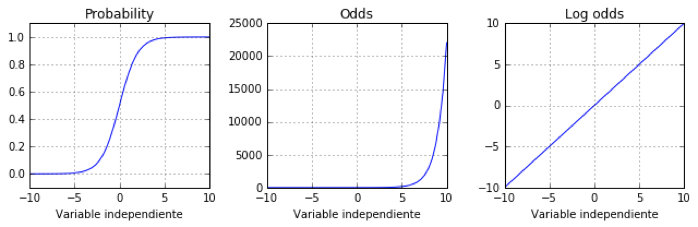 Probability
1.0
0.8
0.6
0.4
0.2
0.0
−10 −5 0 5 10
Variable independiente
Odds
25000
20000
15000
10000
5000
0
−10 −5 0 5 10
Variable independiente
Log odds
10
5
0
−5
−10
−10 −5 0 5 10
Variable independiente